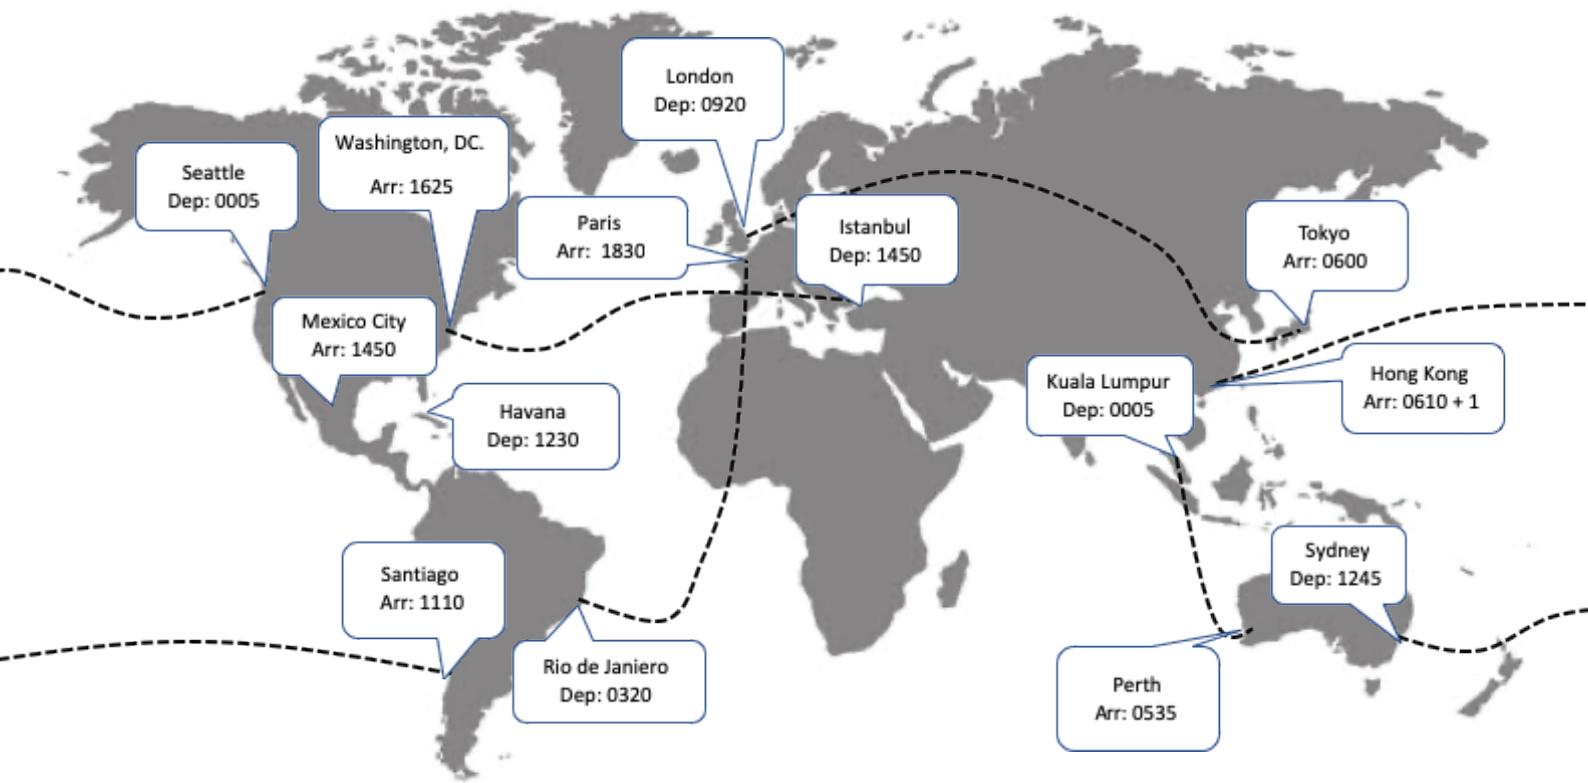 London
Dep: 0920
Washington, DC.
Arr: 1625
Seattle
Dep: 0005
Paris
Arr: 1830
Istanbul
Dep: 1450
Tokyo
Arr: 0600
Mexico City
Arr: 1450
Kuala Lumpur
Dep: 0005
Hong Kong
Arr: 0610 + 1
Havana
Dep: 1230
Santiago
Arr: 1110
Sydney
Dep: 1245
Rio de Janiero
Dep: 0320
Perth
Arr: 0535